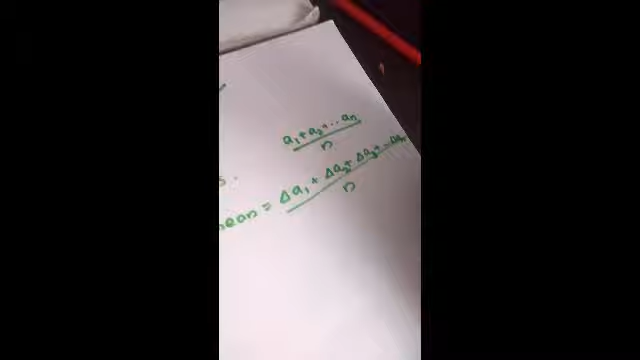 a₁+a₂+..aₙ
n
s.
ean = Δa₁ + Δa₂+ Δa₃+...Δaₙ
n